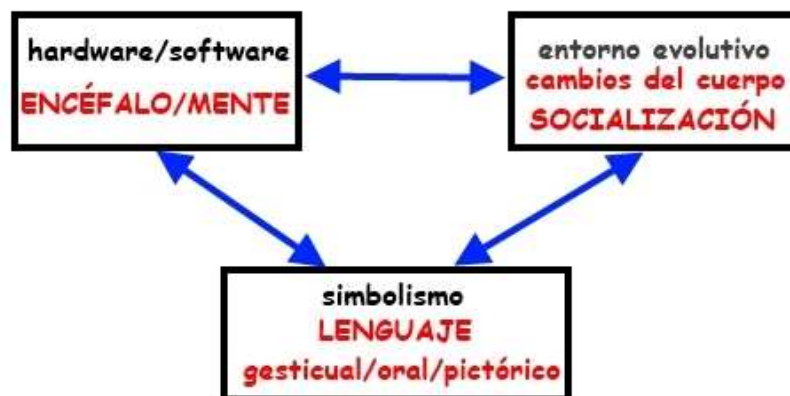 hardware/software
ENCÉFALO/MENTE
entorno evolutivo
cambios del cuerpo
SOCIALIZACIÓN
simbolismo
LENGUAJE
gesticual/oral/pictórico